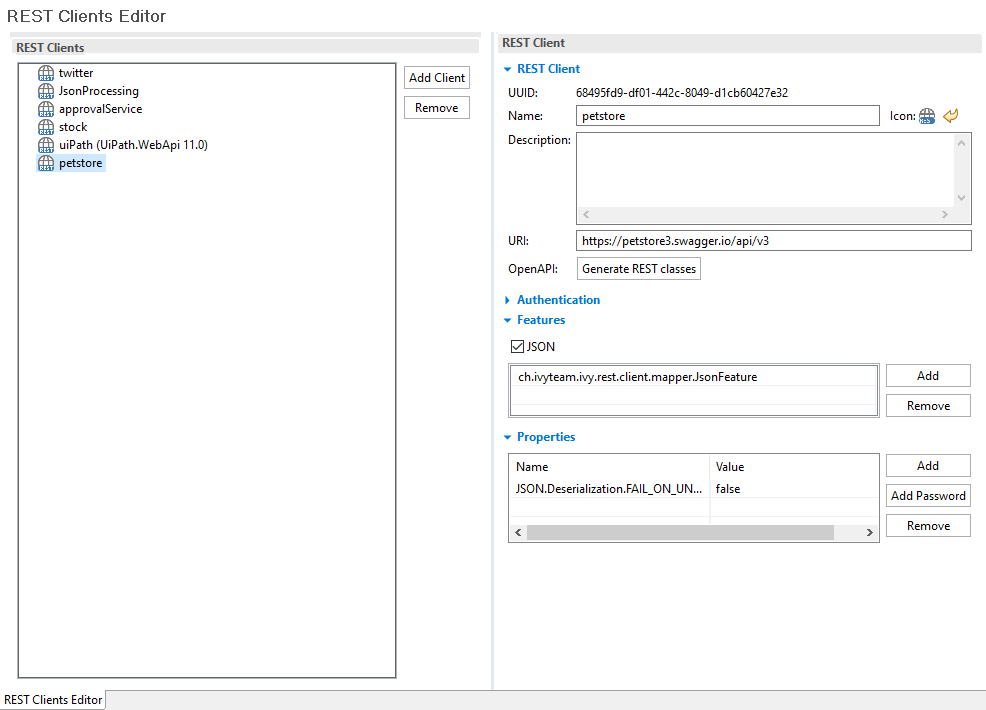 REST Clients Editor
REST Clients
twitter
JsonProcessing
approvalService
stock
uiPath (UiPath.WebApi 11.0)
petstore
Add Client
Remove
REST Client
REST Client
UUID: 68495fd9-df01-442c-8049-d1cb60427e32
Name: petstore Icon:
Description:
URI: https://petstore3.swagger.io/api/v3
OpenAPI: Generate REST classes
Authentication
Features
JSON
ch.ivyteam.ivy.rest.client.mapper.JsonFeature
Add
Remove
Properties
Name Value
JSON.Deserialization.FAIL_ON_UN... false
Add
Add Password
Remove
REST Clients Editor